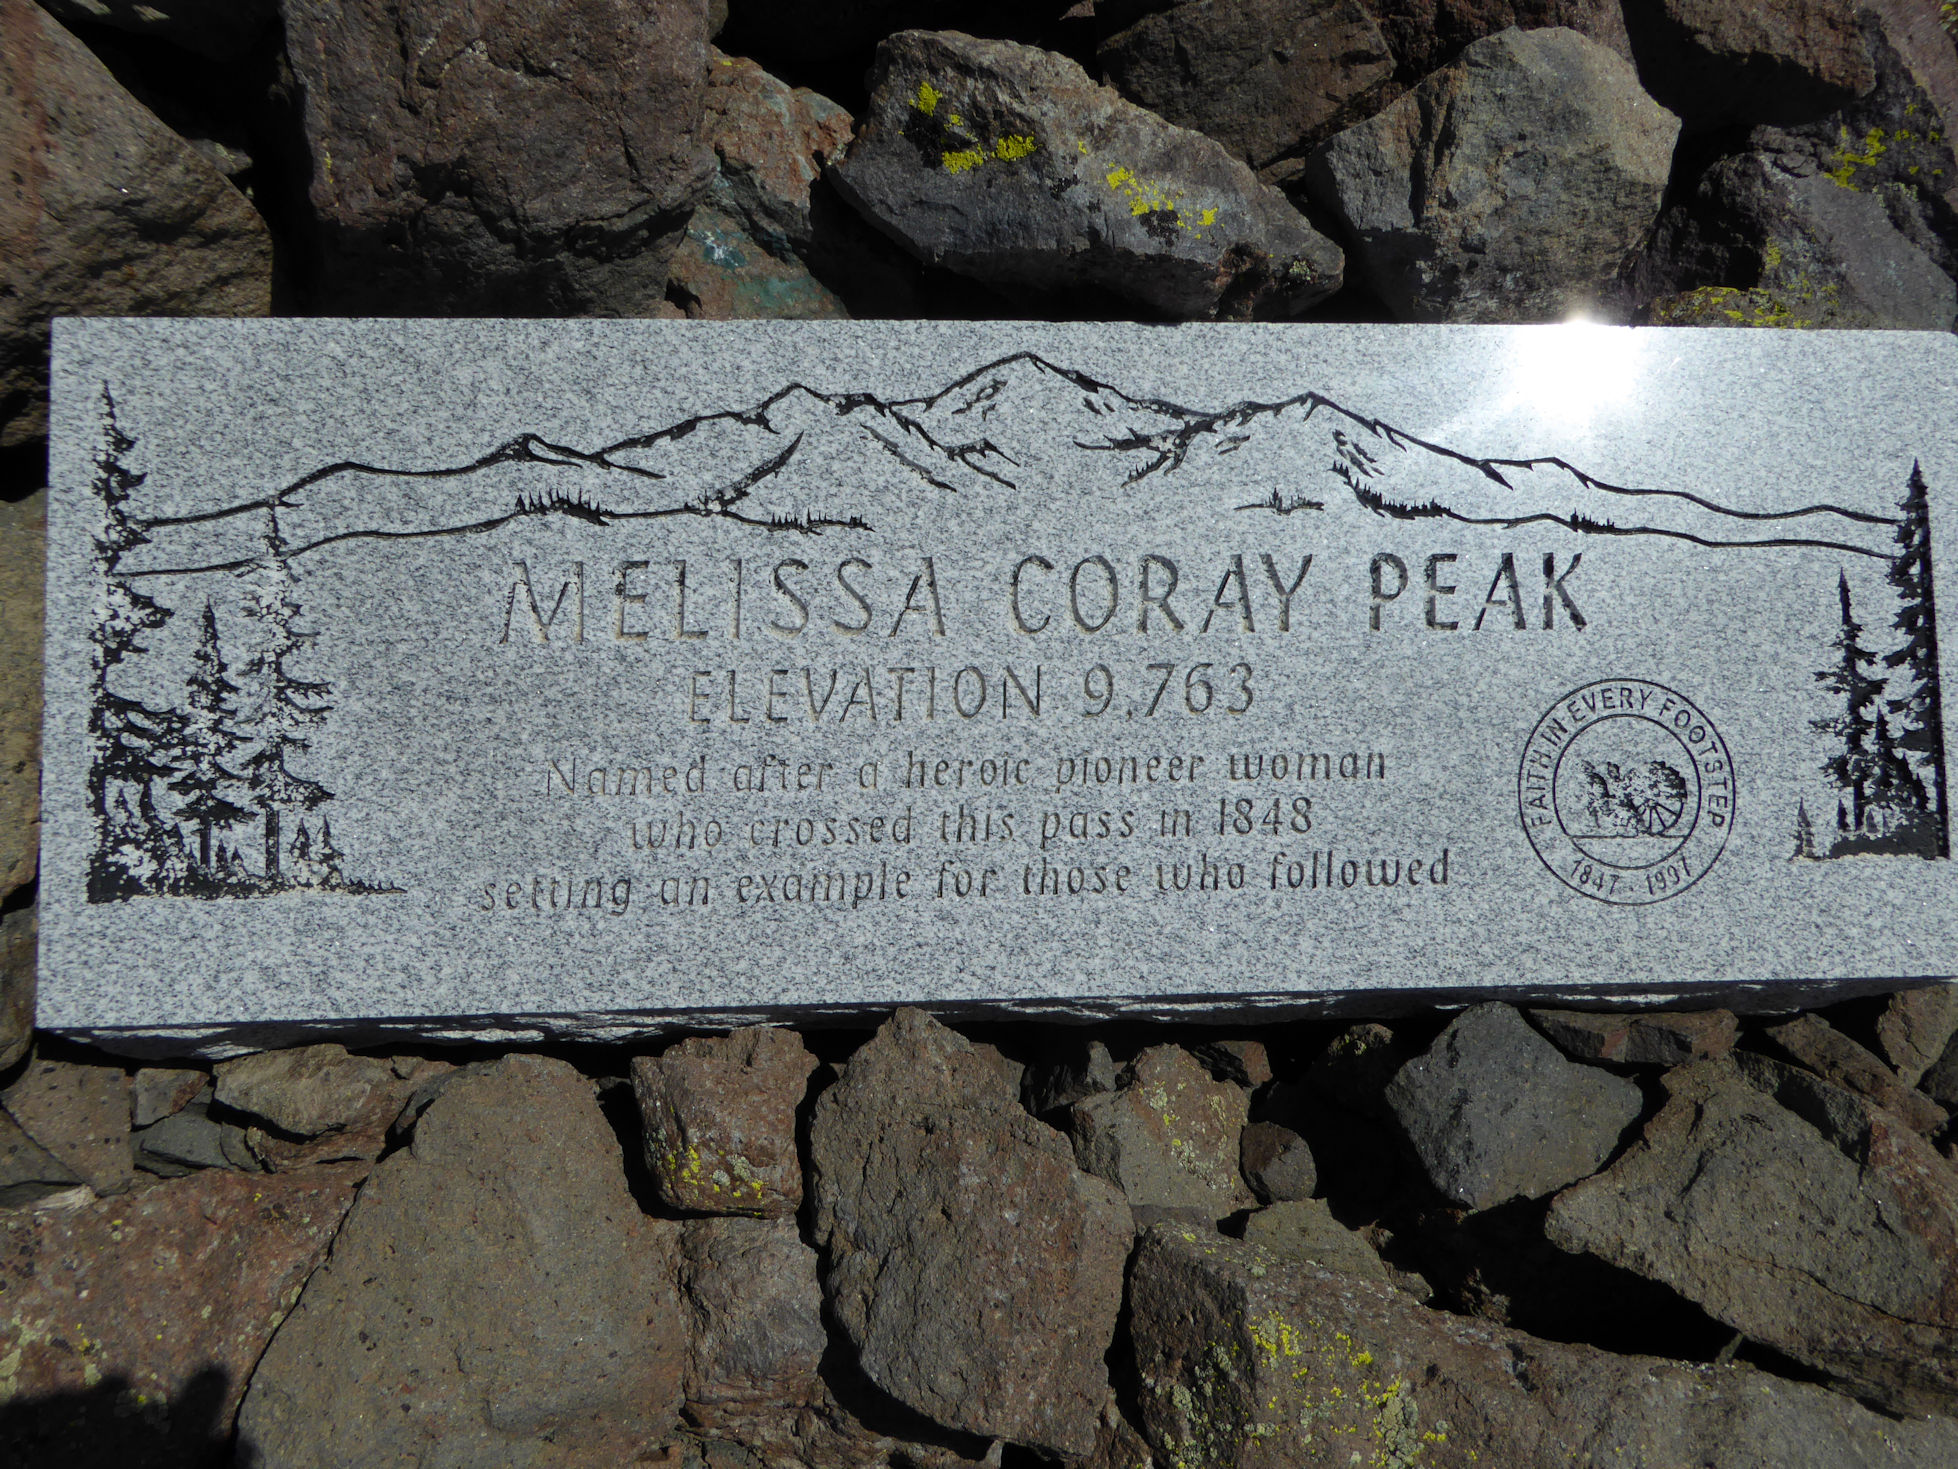 MELISSA CORAY PEAK
ELEVATION 9,763
Named after a heroic pioneer woman
who crossed this pass in 1848
setting an example for those who followed
FAITH IN EVERY FOOTSTEP
1847 - 1997